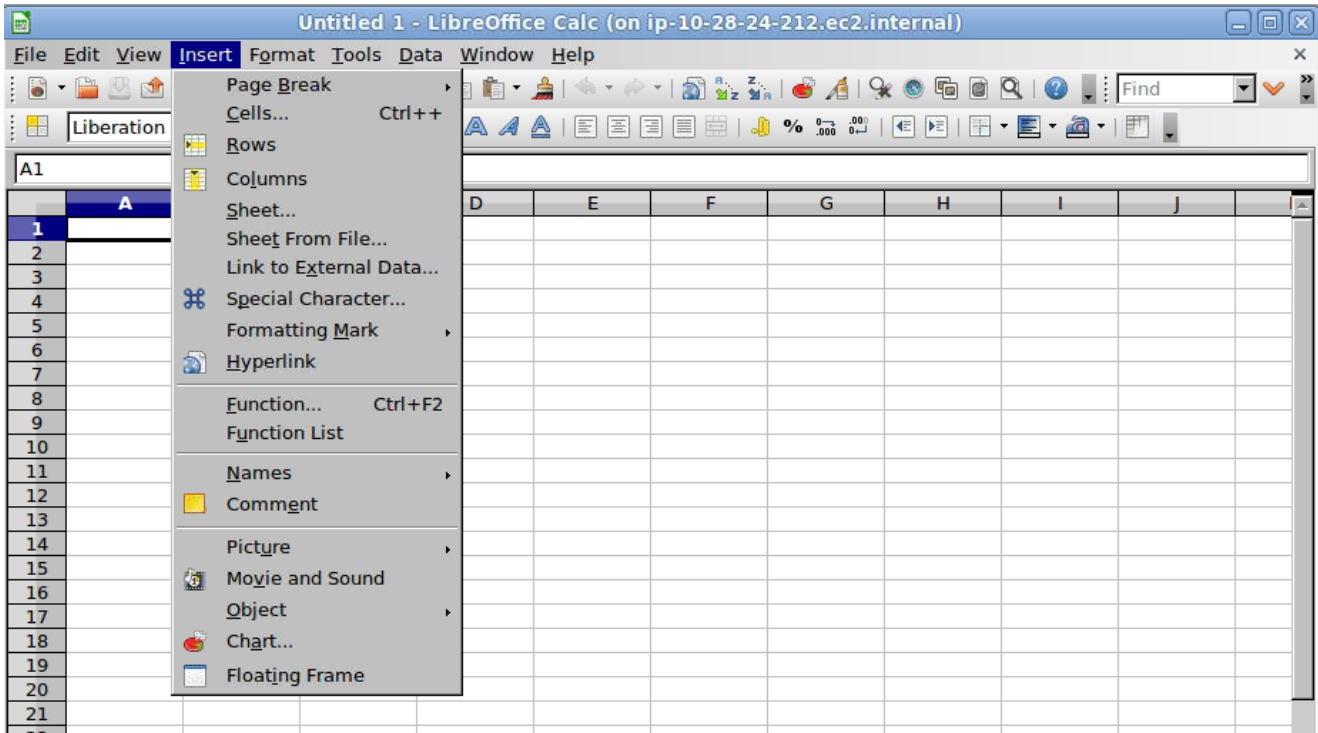 Untitled 1 - LibreOffice Calc (on ip-10-28-24-212.ec2.internal)
File Edit View Insert Format Tools Data Window Help
Find
Liberation
A1
A D E F G H I J
Page Break
Cells... Ctrl++
Rows
Columns
Sheet...
Sheet From File...
Link to External Data...
Special Character...
Formatting Mark
Hyperlink
Function... Ctrl+F2
Function List
Names
Comment
Picture
Movie and Sound
Object
Chart...
Floating Frame
1
2
3
4
5
6
7
8
9
10
11
12
13
14
15
16
17
18
19
20
21